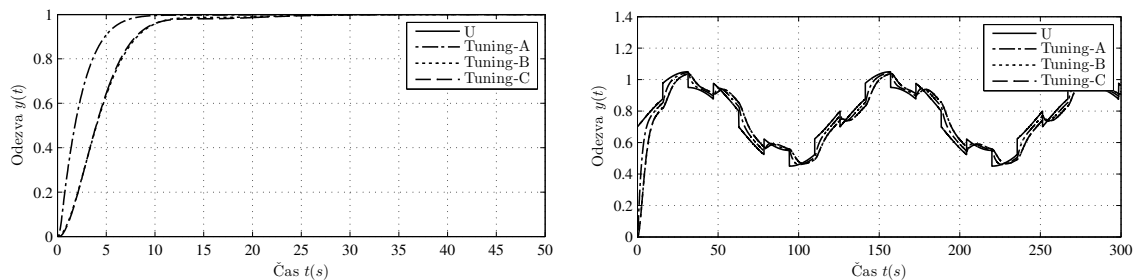 1
0.8
0.6
0.4
0.2
0
0 5 10 15 20 25 30 35 40 45 50
Odezva y(t)
Čas t(s)
U
Tuning-A
Tuning-B
Tuning-C
1.4
1.2
1
0.8
0.6
0.4
0.2
0
0 50 100 150 200 250 300
Odezva y(t)
Čas t(s)
U
Tuning-A
Tuning-B
Tuning-C